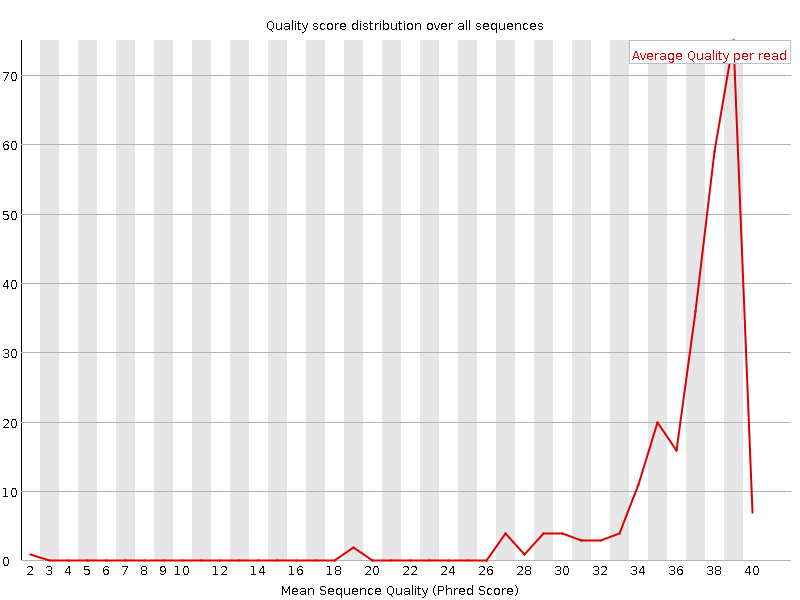 Quality score distribution over all sequences
Average Quality per read
70
60
50
40
30
20
10
0
2 3 4 5 6 7 8 9 10 12 14 16 18 20 22 24 26 28 30 32 34 36 38 40
Mean Sequence Quality (Phred Score)